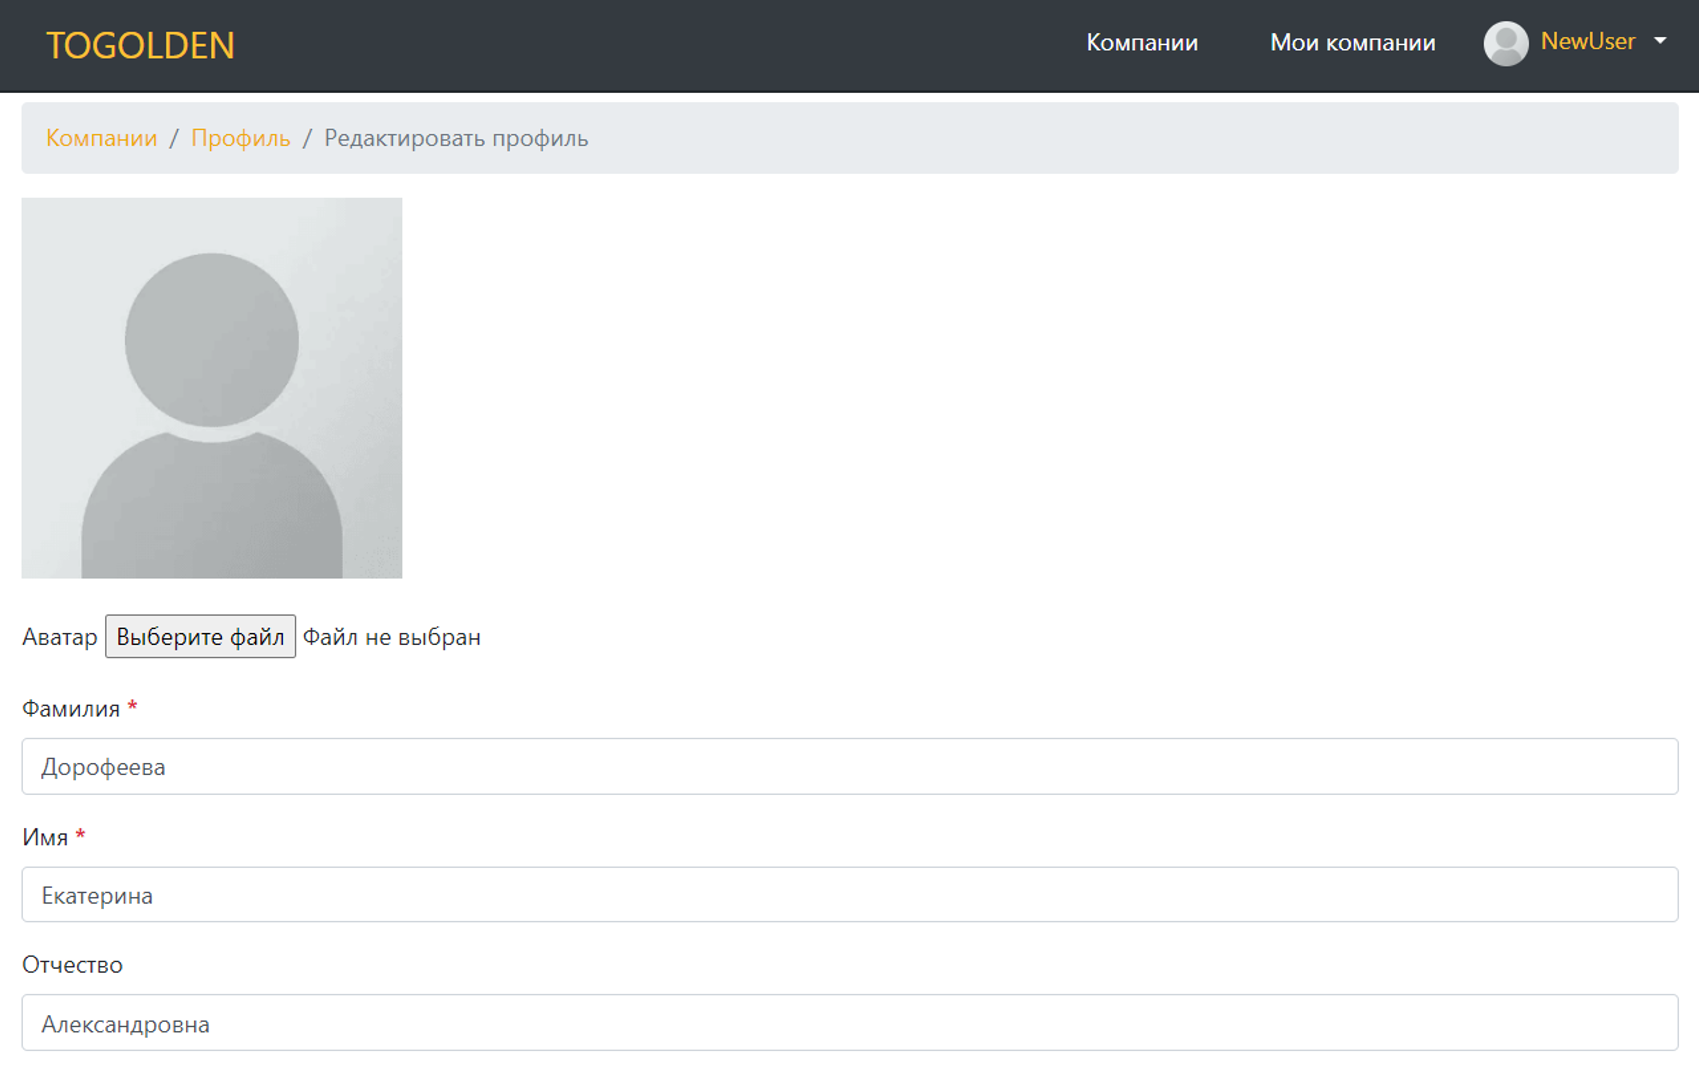 TOGOLDEN
Компании
Мои компании
NewUser
Компании / Профиль / Редактировать профиль
Аватар Выберите файл Файл не выбран
Фамилия *
Дорофеева
Имя *
Екатерина
Отчество
Александровна